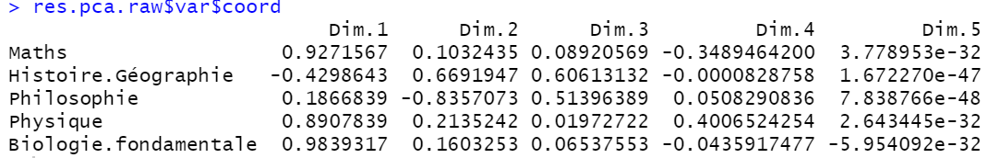 > res.pca.raw$var$coord
Dim.1 Dim.2 Dim.3 Dim.4 Dim.5
Maths 0.9271567 0.1032435 0.08920569 -0.3489464200 3.778953e-32
Histoire.Géographie -0.4298643 0.6691947 0.60613132 -0.0000828758 1.672270e-47
Philosophie 0.1866839 -0.8357073 0.51396389 0.0508290836 7.838766e-48
Physique 0.8907839 0.2135242 0.01972722 0.4006524254 2.643445e-32
Biologie.fondamentale 0.9839317 0.1603253 0.06537553 -0.0435917477 -5.954092e-32